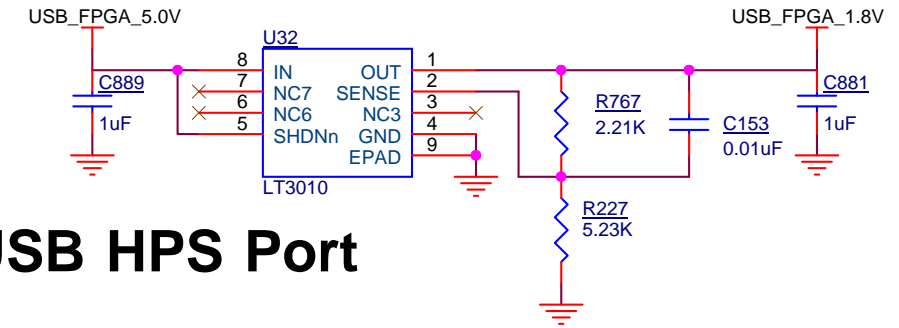 USB_FPGA_5.0V
USB_FPGA_1.8V
U32
8 IN OUT 1
7 NC7 SENSE 2
6 NC6 NC3 3
5 SHDNn GND 4
EPAD 9
LT3010
C889
1uF
R767
2.21K
C153
0.01uF
C881
1uF
R227
5.23K
USB HPS Port